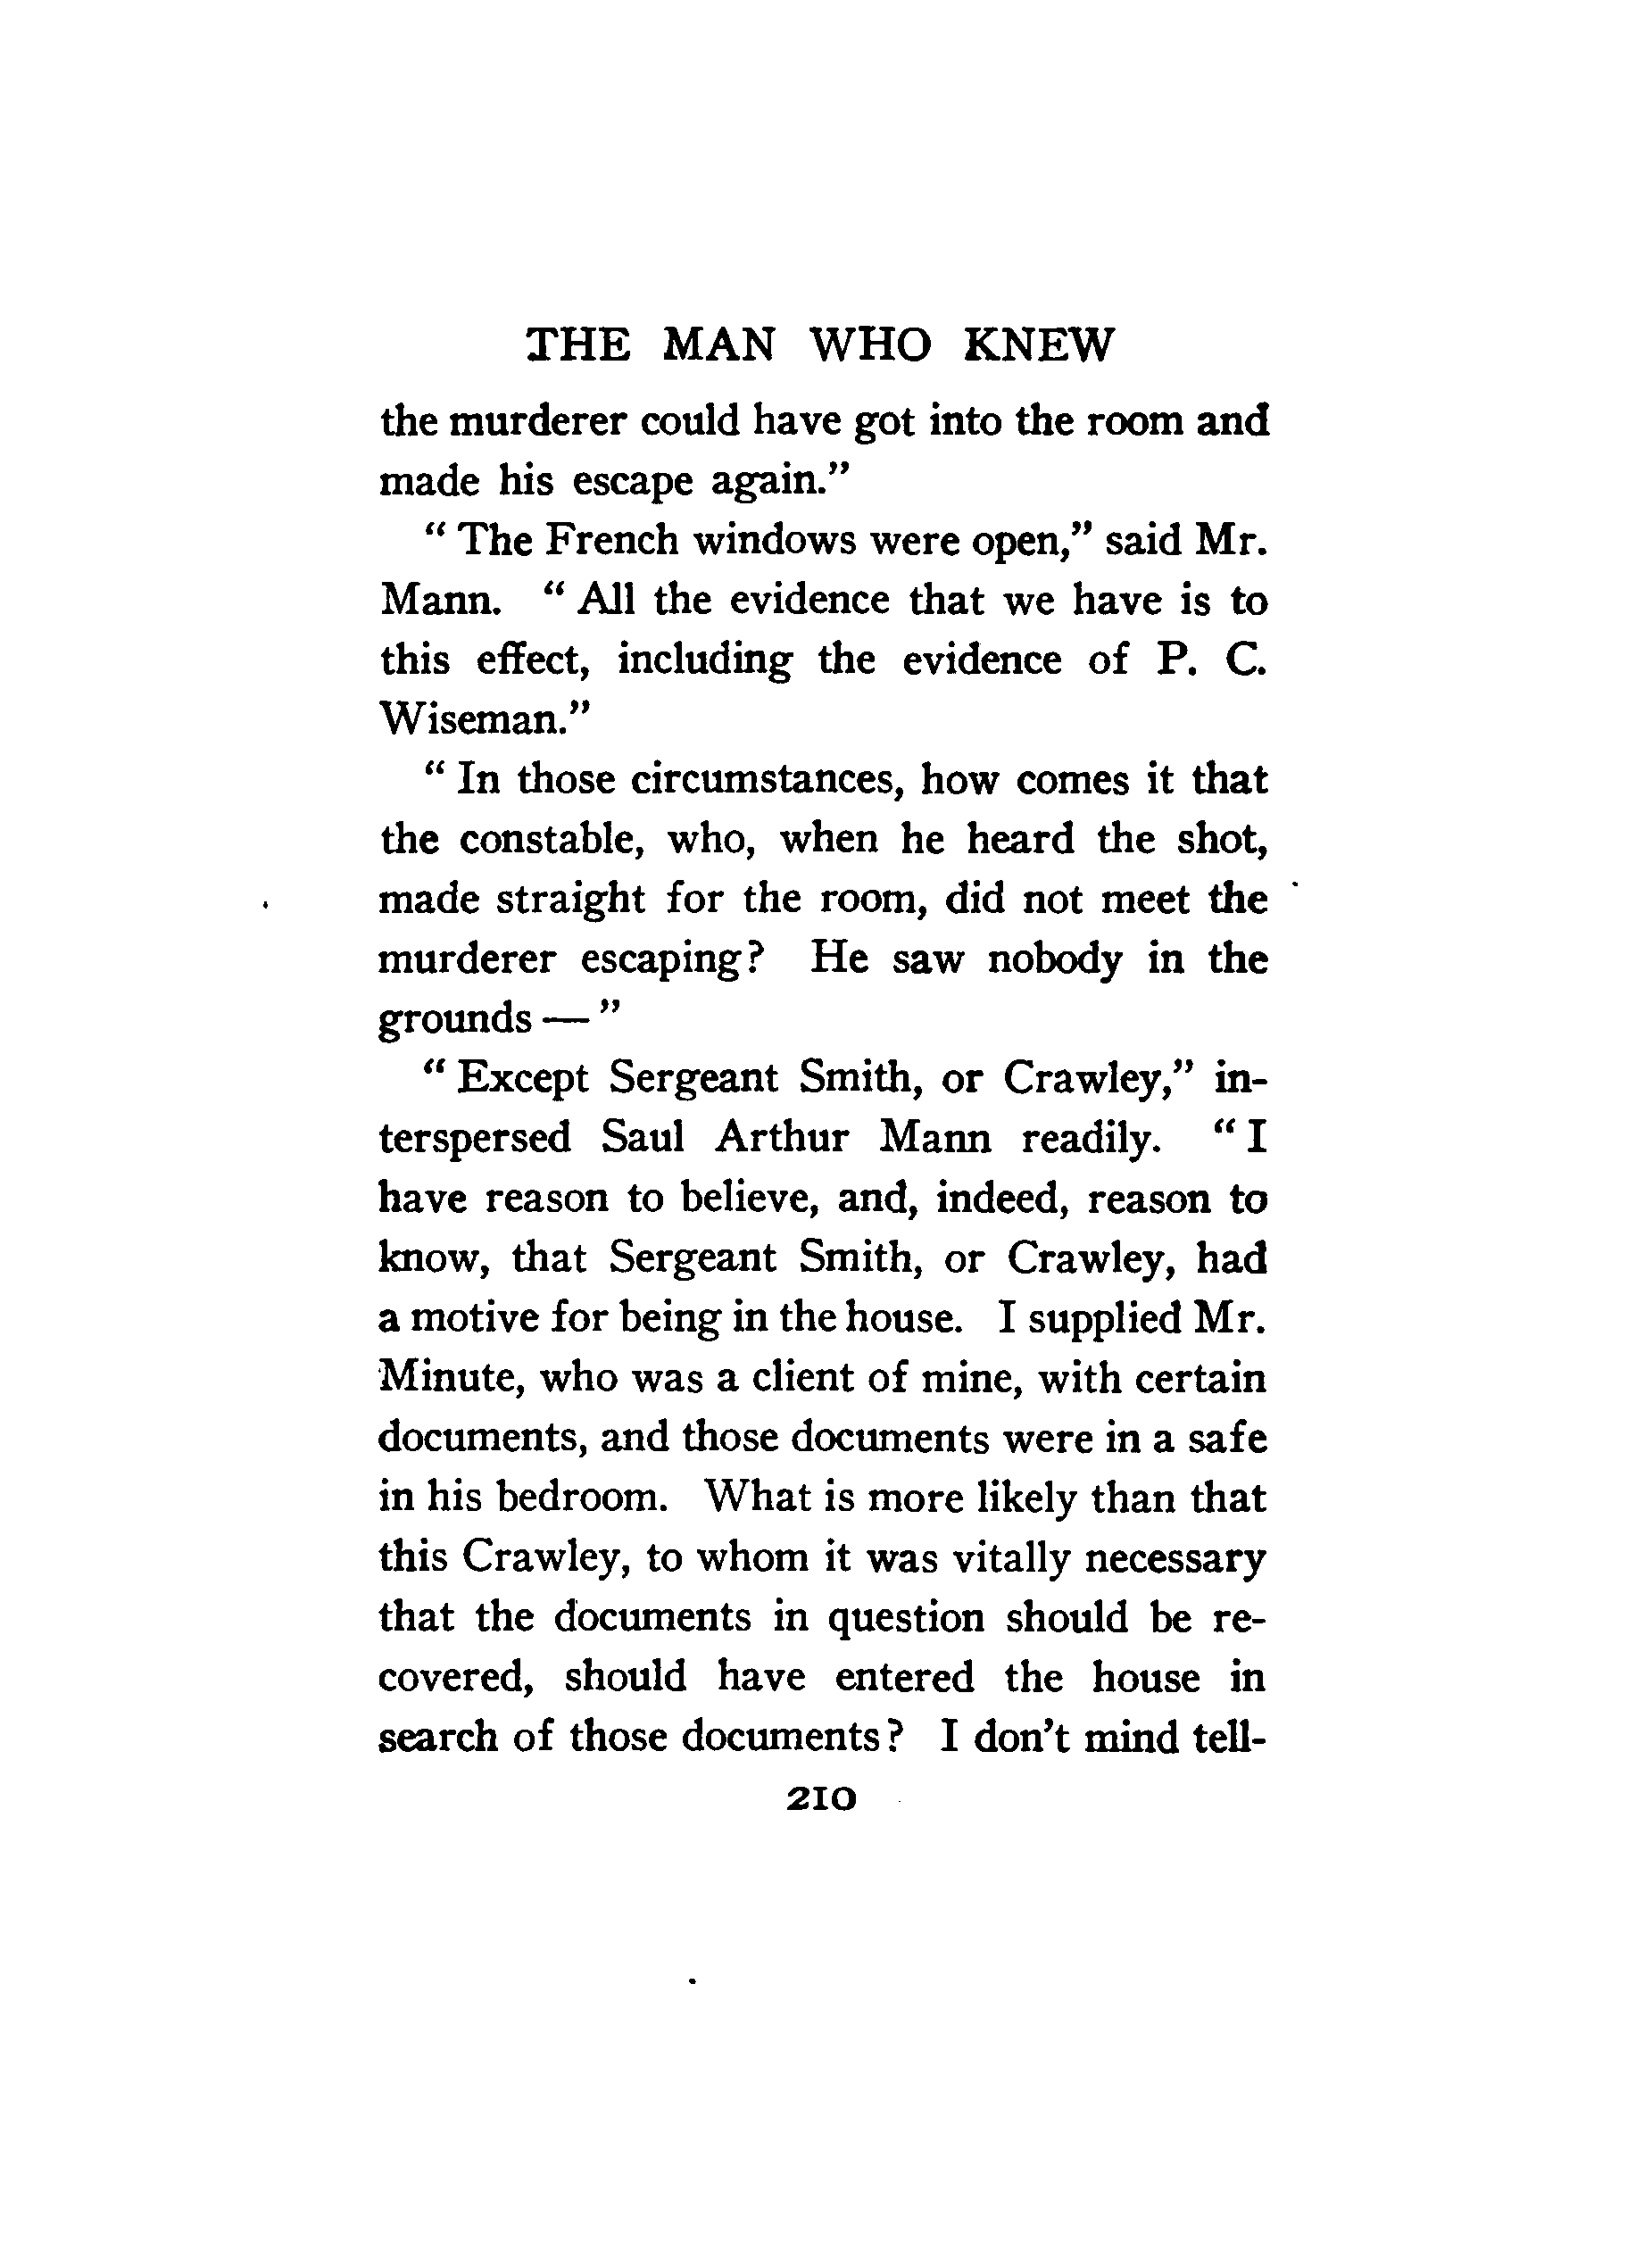 THE MAN WHO KNEW
the murderer could have got into the room and
made his escape again.”
“ The French windows were open,” said Mr.
Mann. “ All the evidence that we have is to
this effect, including the evidence of P. C.
Wiseman.”
“ In those circumstances, how comes it that
the constable, who, when he heard the shot,
made straight for the room, did not meet the
murderer escaping? He saw nobody in the
grounds — ”
“ Except Sergeant Smith, or Crawley,” in-
terspersed Saul Arthur Mann readily. “ I
have reason to believe, and, indeed, reason to
know, that Sergeant Smith, or Crawley, had
a motive for being in the house. I supplied Mr.
Minute, who was a client of mine, with certain
documents, and those documents were in a safe
in his bedroom. What is more likely than that
this Crawley, to whom it was vitally necessary
that the documents in question should be re-
covered, should have entered the house in
search of those documents? I don’t mind tell-
210